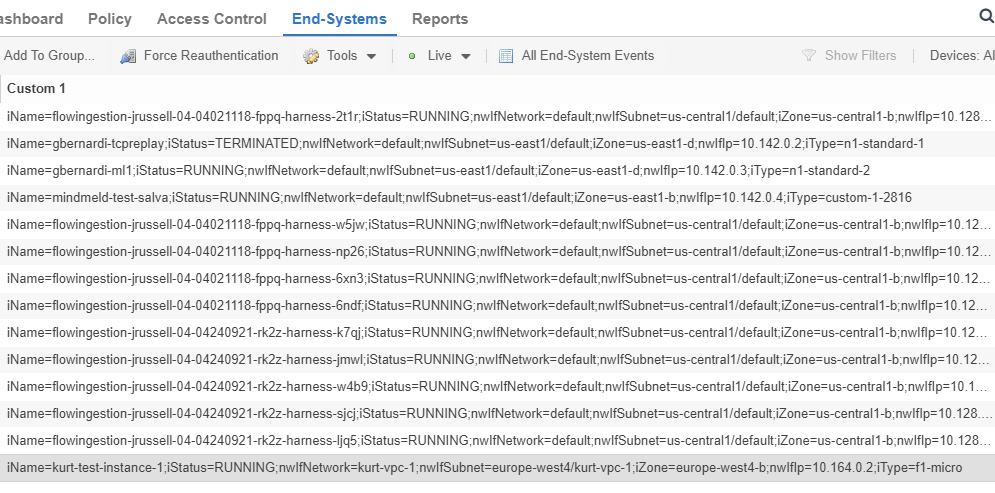 ashboard Policy Access Control End-Systems Reports
Add To Group... Force Reauthentication Tools Live All End-System Events Show Filters Devices: Al
Custom 1
iName=flowingestion-jrussell-04-04021118-fppq-harness-2t1r;iStatus=RUNNING;nwIfNetwork=default;nwIfSubnet=us-central1/default;iZone=us-central1-b;nwIfIp=10.128...
iName=gbernardi-tcpreplay;iStatus=TERMINATED;nwIfNetwork=default;nwIfSubnet=us-east1/default;iZone=us-east1-d;nwIfIp=10.142.0.2;iType=n1-standard-1
iName=gbernardi-ml1;iStatus=RUNNING;nwIfNetwork=default;nwIfSubnet=us-east1/default;iZone=us-east1-d;nwIfIp=10.142.0.3;iType=n1-standard-2
iName=mindmeld-test-salva;iStatus=RUNNING;nwIfNetwork=default;nwIfSubnet=us-east1/default;iZone=us-east1-b;nwIfIp=10.142.0.4;iType=custom-1-2816
iName=flowingestion-jrussell-04-04021118-fppq-harness-w5jw;iStatus=RUNNING;nwIfNetwork=default;nwIfSubnet=us-central1/default;iZone=us-central1-b;nwIfIp=10.12...
iName=flowingestion-jrussell-04-04021118-fppq-harness-np26;iStatus=RUNNING;nwIfNetwork=default;nwIfSubnet=us-central1/default;iZone=us-central1-b;nwIfIp=10.12...
iName=flowingestion-jrussell-04-04021118-fppq-harness-6xn3;iStatus=RUNNING;nwIfNetwork=default;nwIfSubnet=us-central1/default;iZone=us-central1-b;nwIfIp=10.12...
iName=flowingestion-jrussell-04-04021118-fppq-harness-6ndf;iStatus=RUNNING;nwIfNetwork=default;nwIfSubnet=us-central1/default;iZone=us-central1-b;nwIfIp=10.12...
iName=flowingestion-jrussell-04-04240921-rk2z-harness-k7qj;iStatus=RUNNING;nwIfNetwork=default;nwIfSubnet=us-central1/default;iZone=us-central1-b;nwIfIp=10.12...
iName=flowingestion-jrussell-04-04240921-rk2z-harness-jmwl;iStatus=RUNNING;nwIfNetwork=default;nwIfSubnet=us-central1/default;iZone=us-central1-b;nwIfIp=10.12...
iName=flowingestion-jrussell-04-04240921-rk2z-harness-w4b9;iStatus=RUNNING;nwIfNetwork=default;nwIfSubnet=us-central1/default;iZone=us-central1-b;nwIfIp=10.1...
iName=flowingestion-jrussell-04-04240921-rk2z-harness-sjcj;iStatus=RUNNING;nwIfNetwork=default;nwIfSubnet=us-central1/default;iZone=us-central1-b;nwIfIp=10.128....
iName=flowingestion-jrussell-04-04240921-rk2z-harness-ljq5;iStatus=RUNNING;nwIfNetwork=default;nwIfSubnet=us-central1/default;iZone=us-central1-b;nwIfIp=10.128...
iName=kurt-test-instance-1;iStatus=RUNNING;nwIfNetwork=kurt-vpc-1;nwIfSubnet=europe-west4/kurt-vpc-1;iZone=europe-west4-b;nwIfIp=10.164.0.2;iType=f1-micro